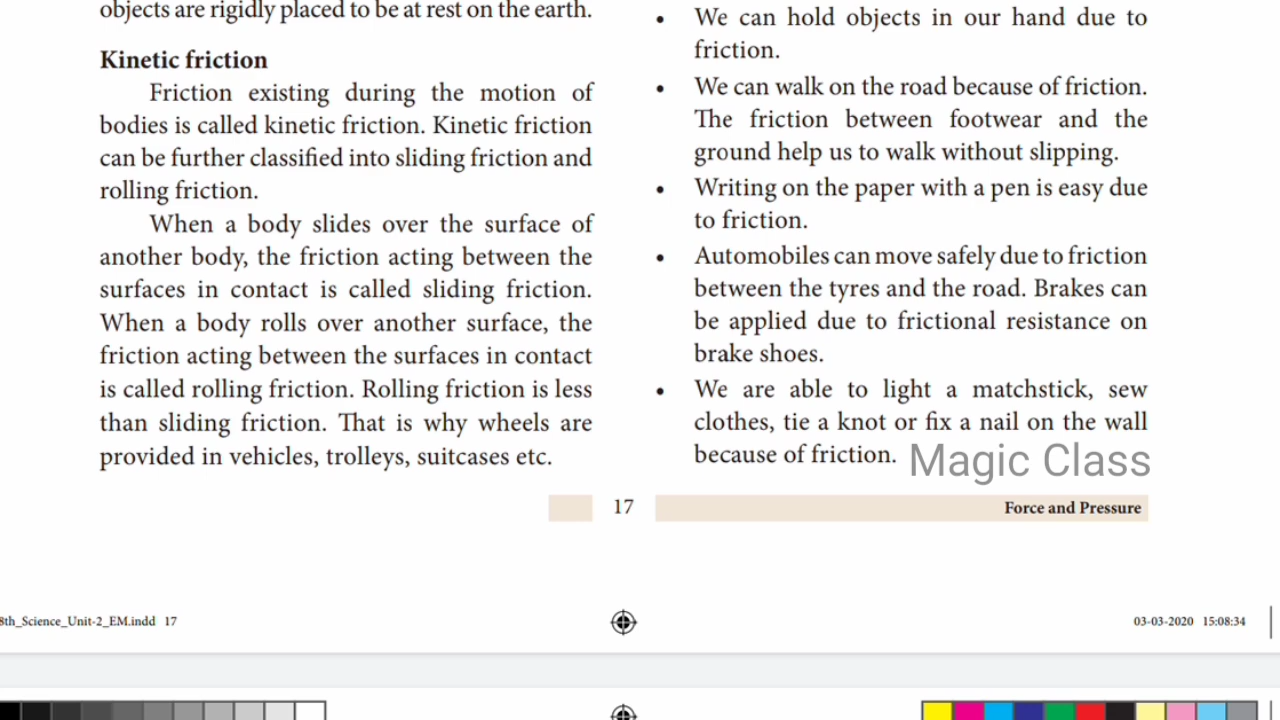 objects are rigidly placed to be at rest on the earth.
Kinetic friction
Friction existing during the motion of
bodies is called kinetic friction. Kinetic friction
can be further classified into sliding friction and
rolling friction.
When a body slides over the surface of
another body, the friction acting between the
surfaces in contact is called sliding friction.
When a body rolls over another surface, the
friction acting between the surfaces in contact
is called rolling friction. Rolling friction is less
than sliding friction. That is why wheels are
provided in vehicles, trolleys, suitcases etc.
• We can hold objects in our hand due to
friction.
• We can walk on the road because of friction.
The friction between footwear and the
ground help us to walk without slipping.
• Writing on the paper with a pen is easy due
to friction.
• Automobiles can move safely due to friction
between the tyres and the road. Brakes can
be applied due to frictional resistance on
brake shoes.
• We are able to light a matchstick, sew
clothes, tie a knot or fix a nail on the wall
because of friction.
Magic Class
17
Force and Pressure
8th_Science_Unit-2_EM.indd 17
03-03-2020 15:08:34